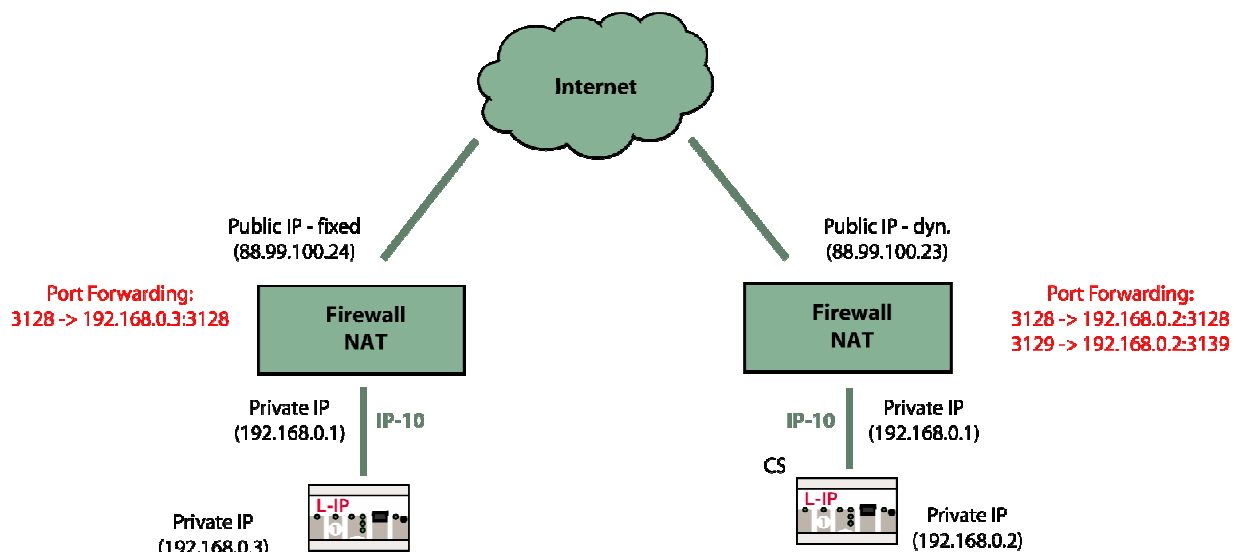 Internet
Public IP - fixed
(88.99.100.24)
Public IP - dyn.
(88.99.100.23)
Port Forwarding:
3128 -> 192.168.0.3:3128
Firewall
NAT
Firewall
NAT
Port Forwarding:
3128 -> 192.168.0.2:3128
3129 -> 192.168.0.2:3139
Private IP
(192.168.0.1)
IP-10
IP-10
Private IP
(192.168.0.1)
CS
L-IP
L-IP
Private IP
(192.168.0.3)
Private IP
(192.168.0.2)